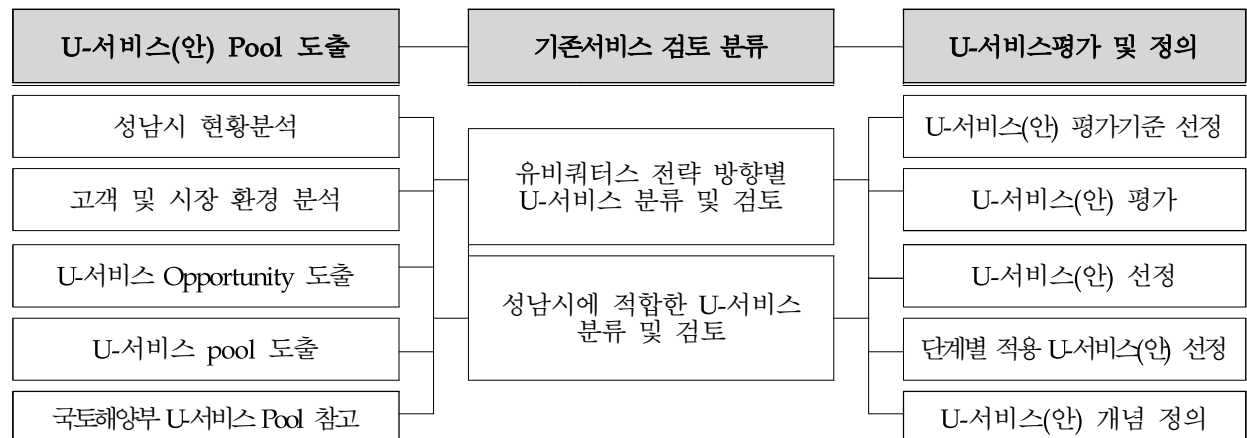 U-서비스(안) Pool 도출
기존서비스 검토 분류
U-서비스평가 및 정의
성남시 현황분석
고객 및 시장 환경 분석
U-서비스 Opportunity 도출
U-서비스 pool 도출
국토해양부 U-서비스 Pool 참고
유비쿼터스 전략 방향별
U-서비스 분류 및 검토
성남시에 적합한 U-서비스
분류 및 검토
U-서비스(안) 평가기준 선정
U-서비스(안) 평가
U-서비스(안) 선정
단계별 적용 U-서비스(안) 선정
U-서비스(안) 개념 정의